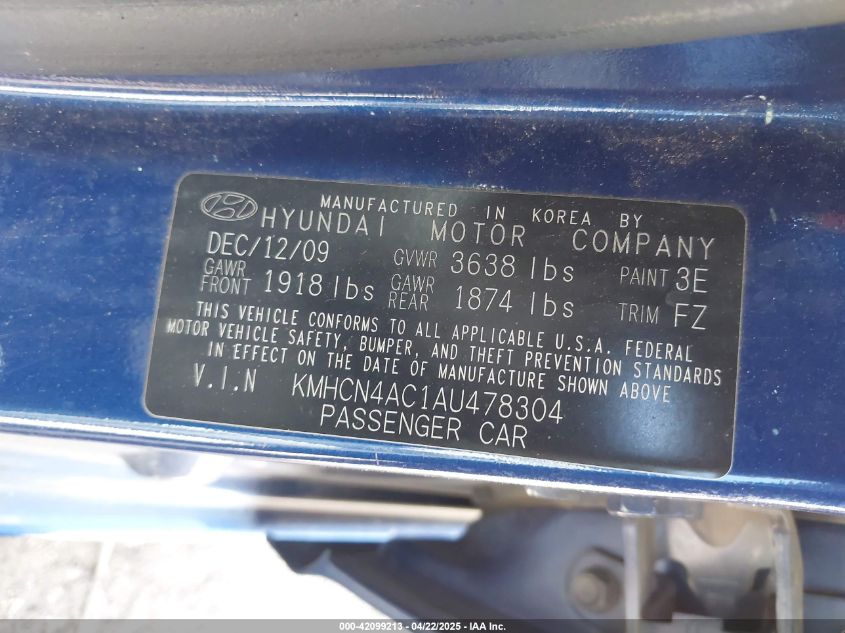 MANUFACTURED IN KOREA BY
HYUNDAI MOTOR COMPANY
DEC/12/09 GVWR 3638 lbs PAINT 3E
GAWR FRONT 1918 lbs GAWR REAR 1874 lbs TRIM FZ
THIS VEHICLE CONFORMS TO ALL APPLICABLE U.S.A. FEDERAL
MOTOR VEHICLE SAFETY, BUMPER, AND THEFT PREVENTION STANDARDS
IN EFFECT ON THE DATE OF MANUFACTURE SHOWN ABOVE
V.I.N KMHCN4AC1AU478304
PASSENGER CAR
000-42099213 - 04/22/2025 - IAA Inc.